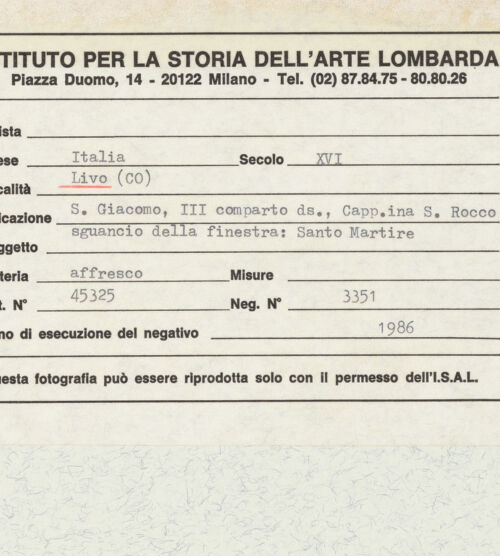 TITUTO PER LA STORIA DELL'ARTE LOMBARDA
Piazza Duomo, 14 - 20122 Milano - Tel. (02) 87.84.75 - 80.80.26
ista
ese Italia Secolo XVI
calità Livo (CO)
icazione S. Giacomo, III comparto ds., Capp.ina S. Rocco
sguancio della finestra: Santo Martire
ggetto
teria affresco Misure
t. N° 45325 Neg. N° 3351
no di esecuzione del negativo 1986
uesta fotografia può essere riprodotta solo con il permesso dell'I.S.A.L.